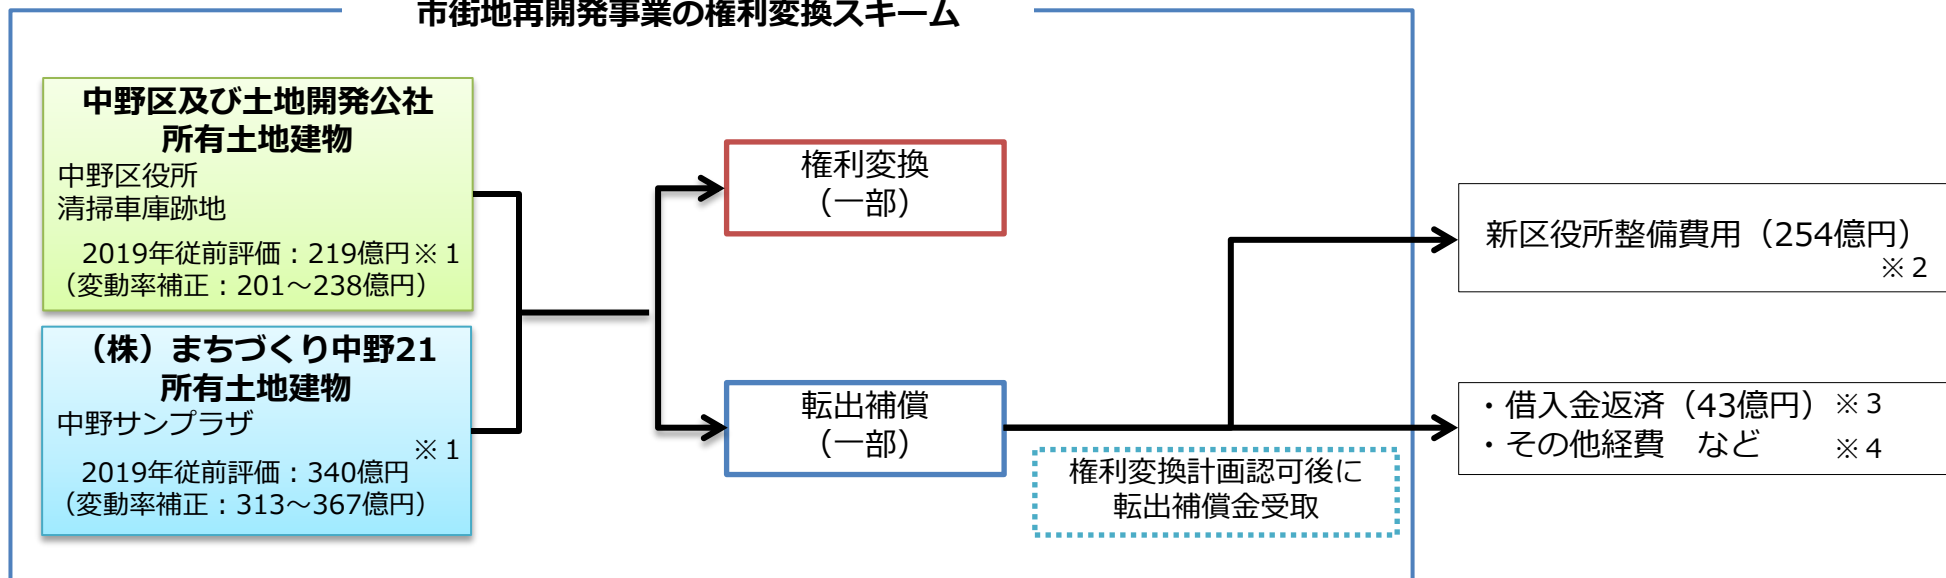 市街地再開発事業の権利変換スキーム
中野区及び土地開発公社
所有土地建物
中野区役所
清掃車庫跡地
2019年従前評価：219億円※１
（変動率補正：201～238億円）
（株）まちづくり中野21
所有土地建物
中野サンプラザ
※１
2019年従前評価：340億円
（変動率補正：313～367億円）
権利変換
（一部）
転出補償
（一部）
権利変換計画認可後に
転出補償金受取
新区役所整備費用（254億円）
※２
・借入金返済（43億円）※３
・その他経費　など　※４